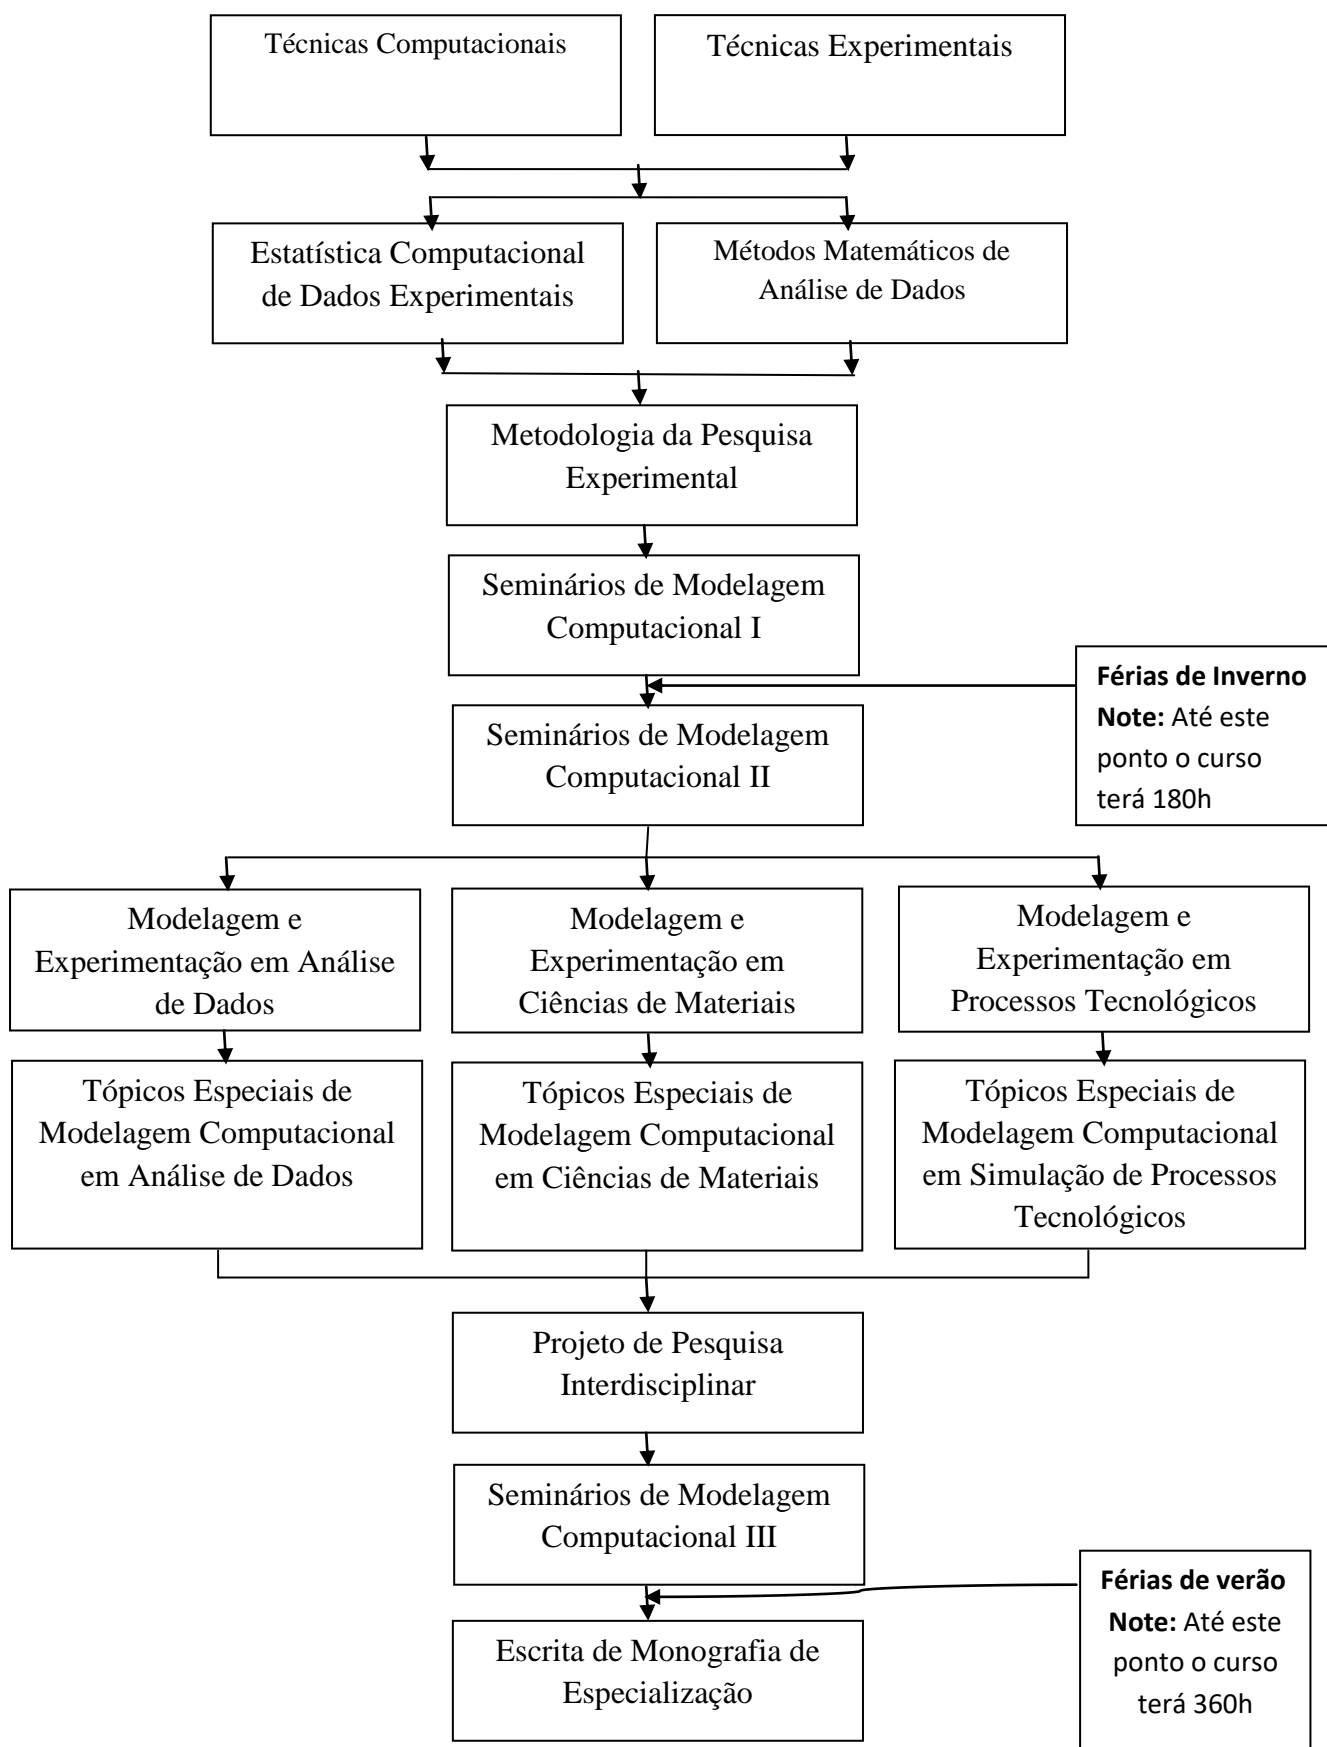 Técnicas Computacionais
Técnicas Experimentais
Estatística Computacional
de Dados Experimentais
Métodos Matemáticos de
Análise de Dados
Metodologia da Pesquisa
Experimental
Seminários de Modelagem
Computacional I
Férias de Inverno
Note: Até este
ponto o curso
terá 180h
Seminários de Modelagem
Computacional II
Modelagem e
Experimentação em Análise
de Dados
Modelagem e
Experimentação em
Ciências de Materiais
Modelagem e
Experimentação em
Processos Tecnológicos
Tópicos Especiais de
Modelagem Computacional
em Análise de Dados
Tópicos Especiais de
Modelagem Computacional
em Ciências de Materiais
Tópicos Especiais de
Modelagem Computacional
em Simulação de Processos
Tecnológicos
Projeto de Pesquisa
Interdisciplinar
Seminários de Modelagem
Computacional III
Férias de verão
Note: Até este
ponto o curso
terá 360h
Escrita de Monografia de
Especialização